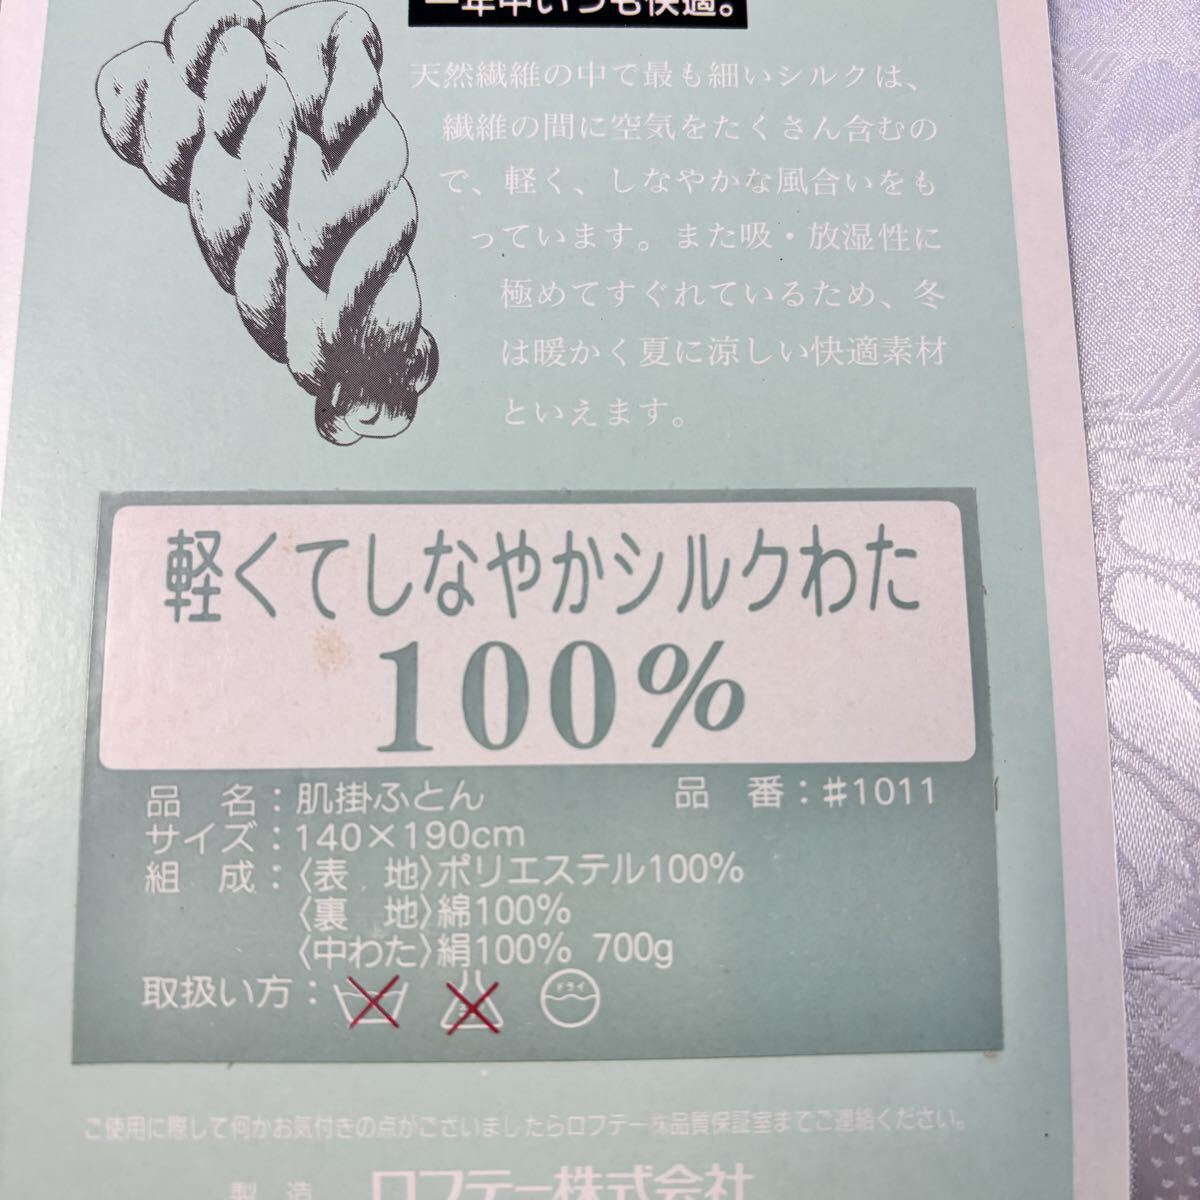 一年中いつも快適。
天然繊維の中で最も細いシルクは、
繊維の間に空気をたくさん含むの
で、軽く、しなやかな風合いをも
っています。また吸・放湿性に
極めてすぐれているため、冬
は暖かく夏に涼しい快適素材
といえます。
軽くてしなやかシルクわた
100%
品 名：肌掛ふとん 品 番：♯1011
サイズ：140×190cm
組 成：〈表 地〉ポリエステル100%
〈裏 地〉綿100%
〈中わた〉絹100% 700g
取扱い方：
ドライ
ご使用に際して何かお気付きの点がございましたらロフテー㈱品質保証室までご連絡ください。
製 造 ロフテー株式会社